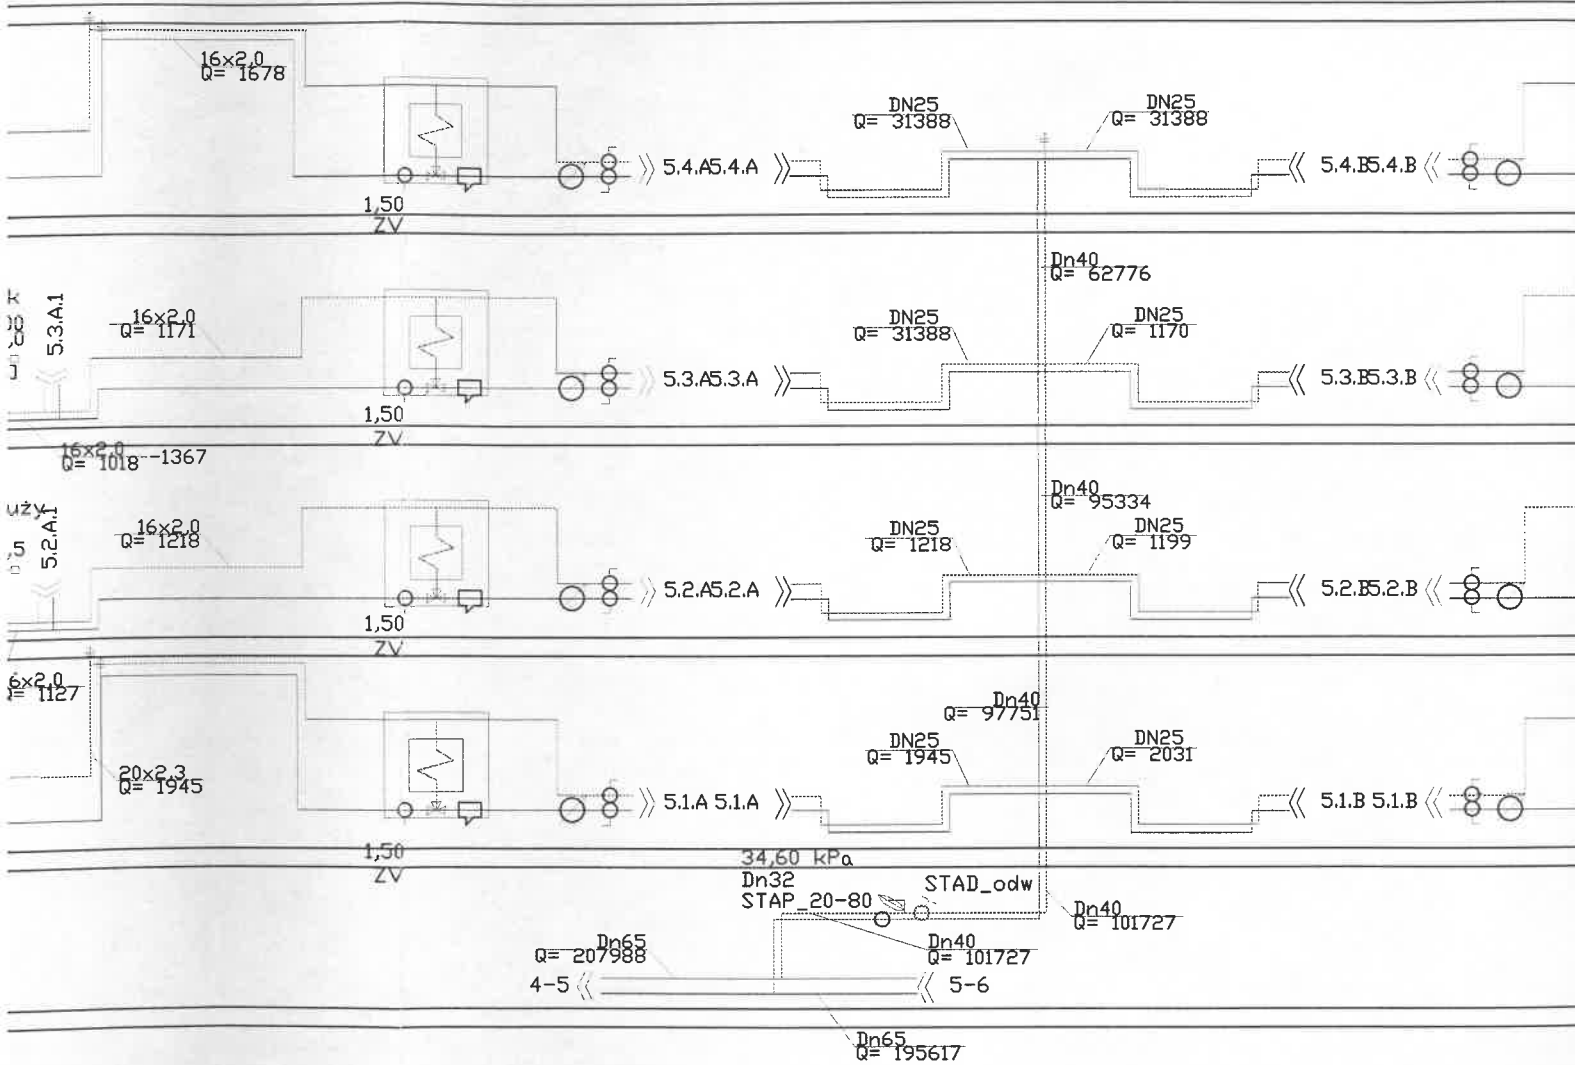 16x2,0
Q= 1678
DN25
Q= 31388
DN25
Q= 31388
5.4.A5.4.A
5.4.B5.4.B
1,50
ZV
Dn40
Q= 62776
5.3.A.1
16x2,0
Q= 1171
DN25
Q= 31388
DN25
Q= 1170
5.3.A5.3.A
5.3.B5.3.B
1,50
ZV
16x2,0
Q= 1018--1367
Dn40
Q= 95334
uży
,5
5.2.A.1
16x2,0
Q= 1218
DN25
Q= 1218
DN25
Q= 1199
5.2.A5.2.A
5.2.B5.2.B
1,50
ZV
6x2,0
= 1127
Dn40
Q= 97751
20x2,3
Q= 1945
DN25
Q= 1945
DN25
Q= 2031
5.1.A 5.1.A
5.1.B 5.1.B
1,50
ZV
34,60 kPa
Dn32
STAP_20-80
STAD_odw
Dn40
Q= 101727
Dn65
Q= 207988
Dn40
Q= 101727
4-5
5-6
Dn65
Q= 195617